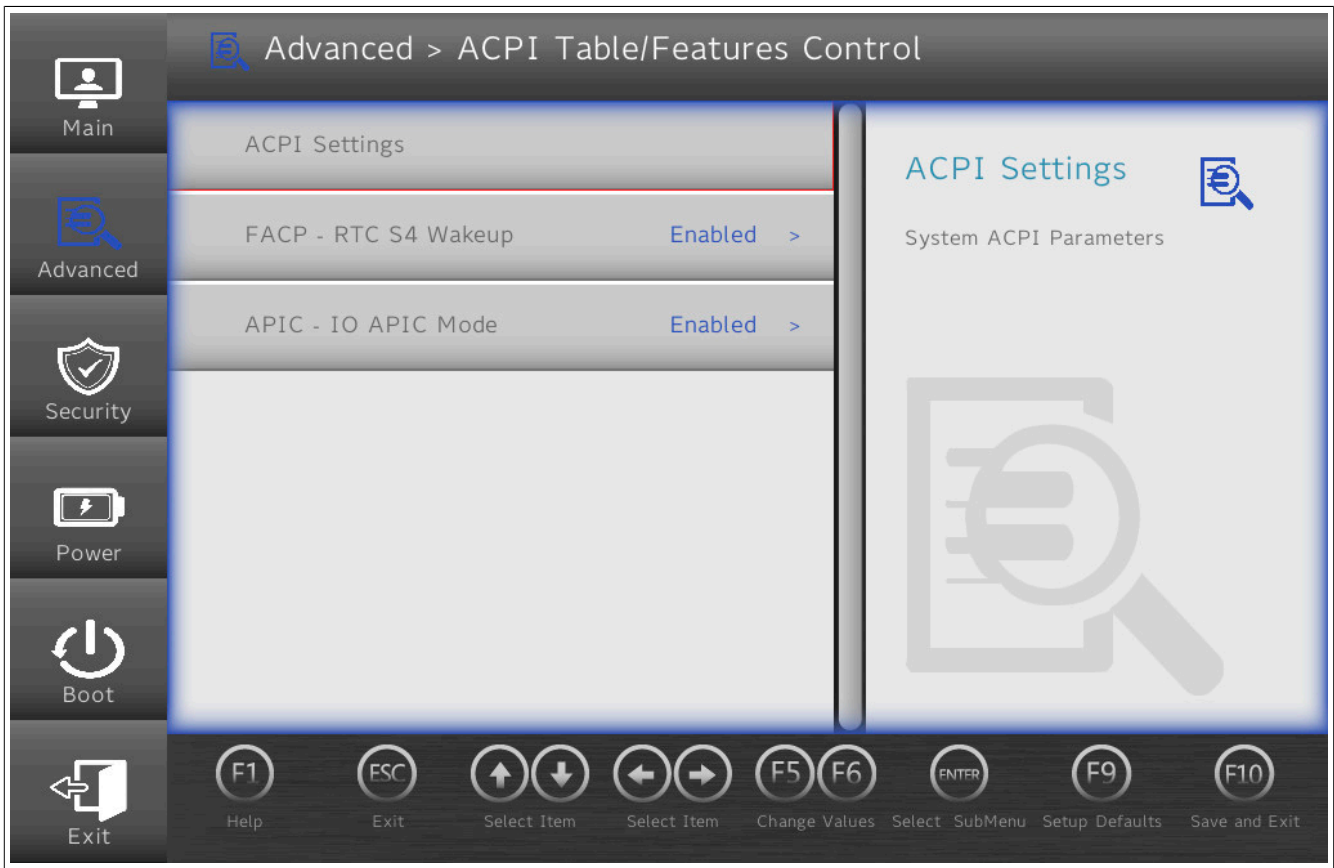 Advanced > ACPI Table/Features Control
Main
Advanced
Security
Power
Boot
Exit
ACPI Settings
FACP - RTC S4 Wakeup Enabled >
APIC - IO APIC Mode Enabled >
ACPI Settings
System ACPI Parameters
F1 ESC F5 F6 ENTER F9 F10
Help Exit Select Item Select Item Change Values Select SubMenu Setup Defaults Save and Exit